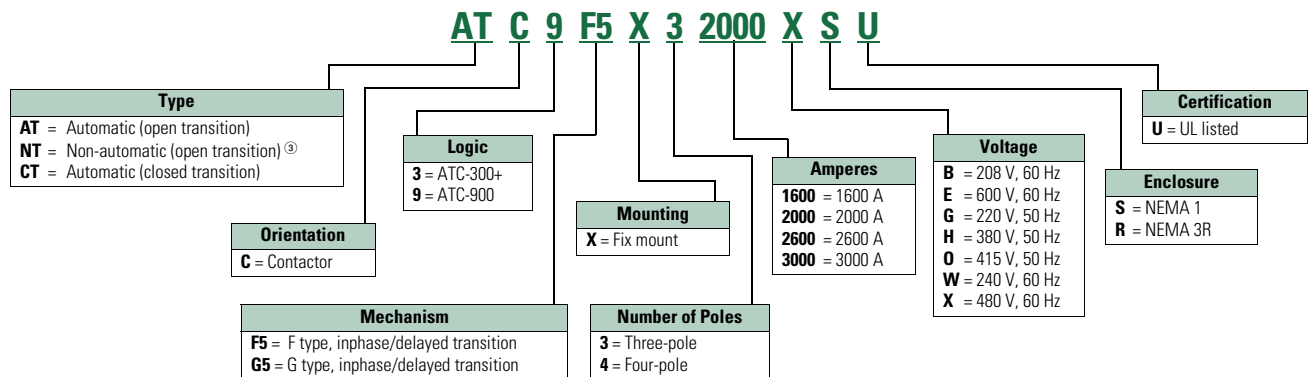 AT C 9 F5 X 3 2000 X S U
Type
AT = Automatic (open transition)
NT = Non-automatic (open transition) ③
CT = Automatic (closed transition)
Orientation
C = Contactor
Logic
3 = ATC-300+
9 = ATC-900
Mechanism
F5 = F type, inphase/delayed transition
G5 = G type, inphase/delayed transition
Mounting
X = Fix mount
Number of Poles
3 = Three-pole
4 = Four-pole
Amperes
1600 = 1600 A
2000 = 2000 A
2600 = 2600 A
3000 = 3000 A
Voltage
B = 208 V, 60 Hz
E = 600 V, 60 Hz
G = 220 V, 50 Hz
H = 380 V, 50 Hz
O = 415 V, 50 Hz
W = 240 V, 60 Hz
X = 480 V, 60 Hz
Enclosure
S = NEMA 1
R = NEMA 3R
Certification
U = UL listed